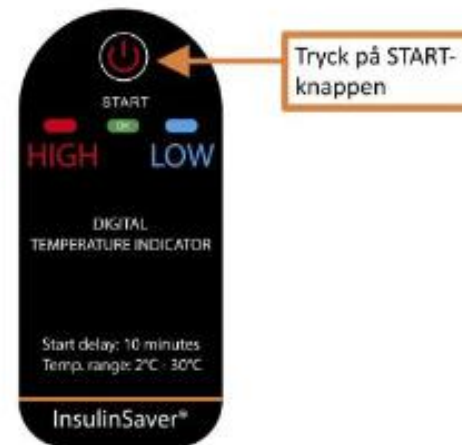 Tryck på START-
knappen
START
OK
HIGH LOW
DIGITAL
TEMPERATURE INDICATOR
Start delay: 10 minutes
Temp. range: 2°C - 30°C
InsulinSaver®